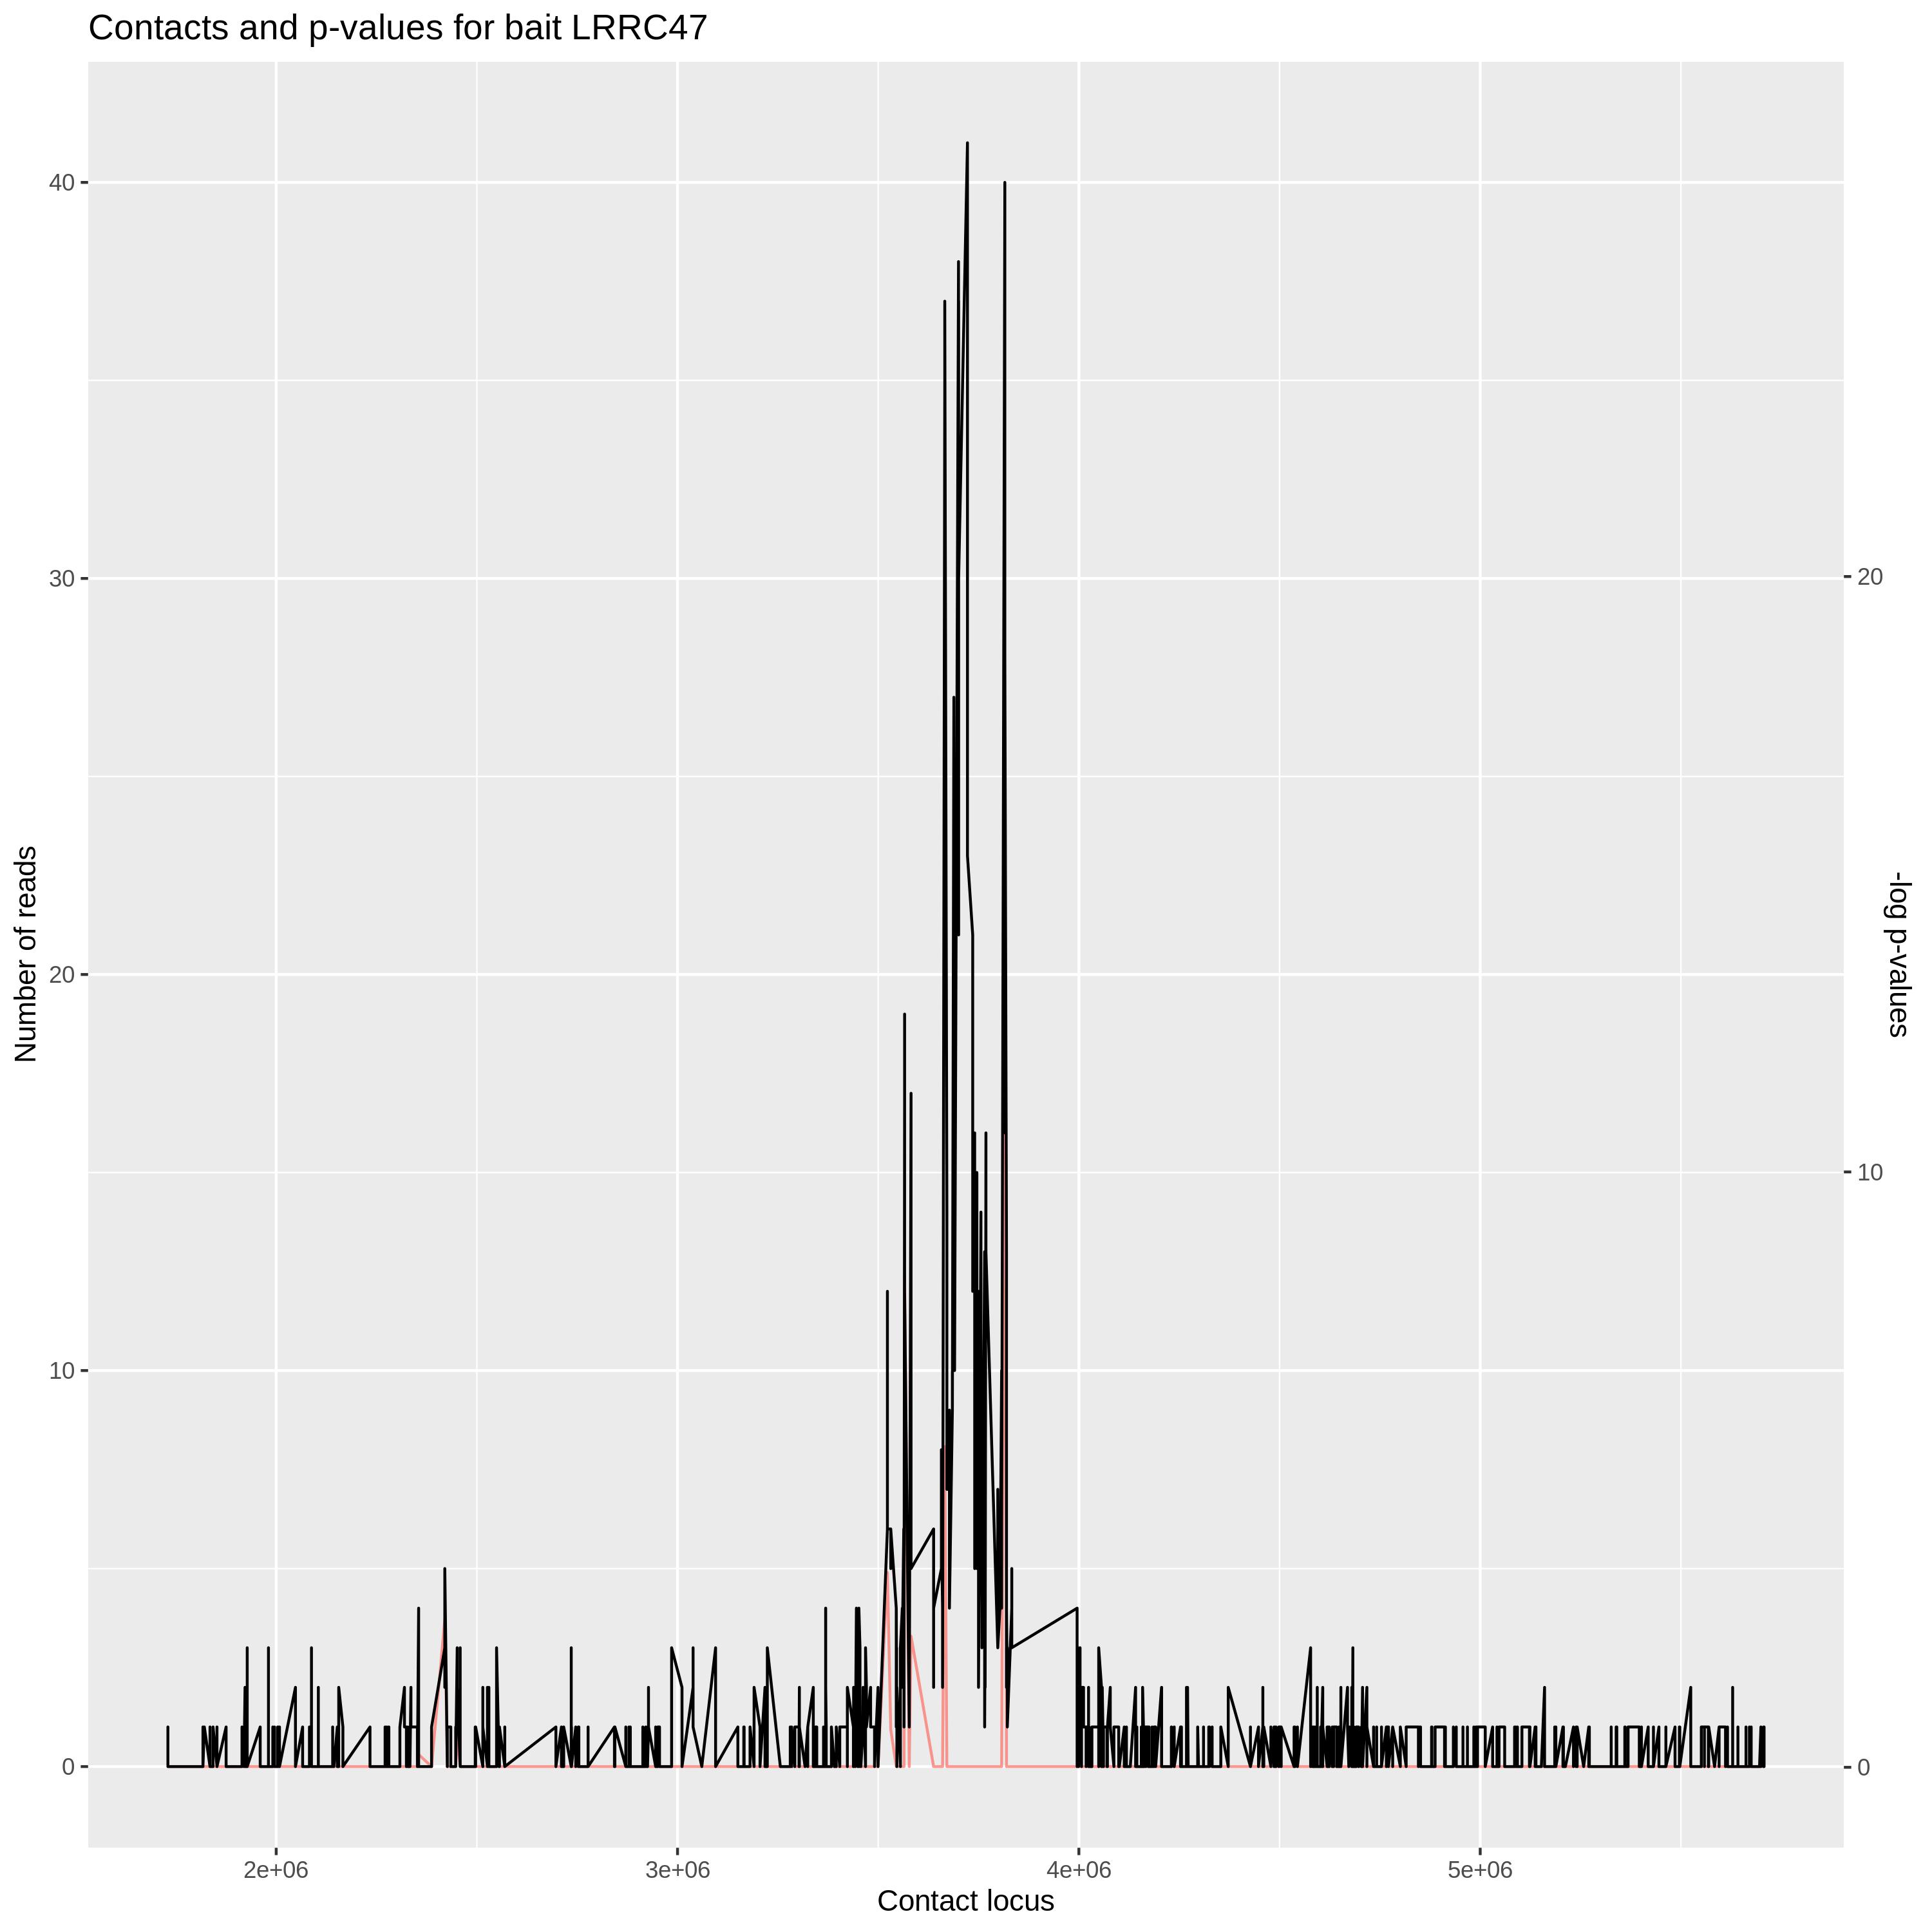 Contacts and p-values for bait LRRC47
40
30
20
10
0
Number of reads
20
10
0
-log p-values
2e+06
3e+06
4e+06
5e+06
Contact locus